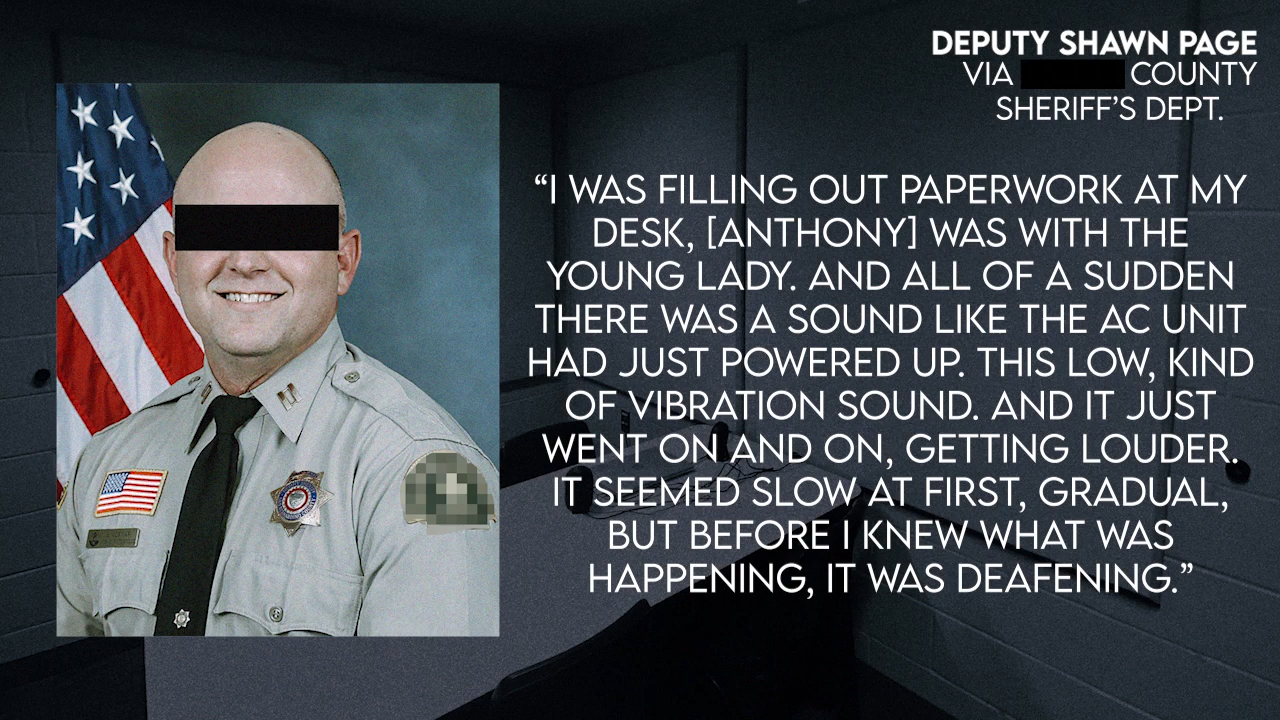 DEPUTY SHAWN PAGE
VIA COUNTY
SHERIFF'S DEPT.
“I WAS FILLING OUT PAPERWORK AT MY
DESK, [ANTHONY] WAS WITH THE
YOUNG LADY. AND ALL OF A SUDDEN
THERE WAS A SOUND LIKE THE AC UNIT
HAD JUST POWERED UP. THIS LOW, KIND
OF VIBRATION SOUND. AND IT JUST
WENT ON AND ON, GETTING LOUDER.
IT SEEMED SLOW AT FIRST, GRADUAL,
BUT BEFORE I KNEW WHAT WAS
HAPPENING, IT WAS DEAFENING.”